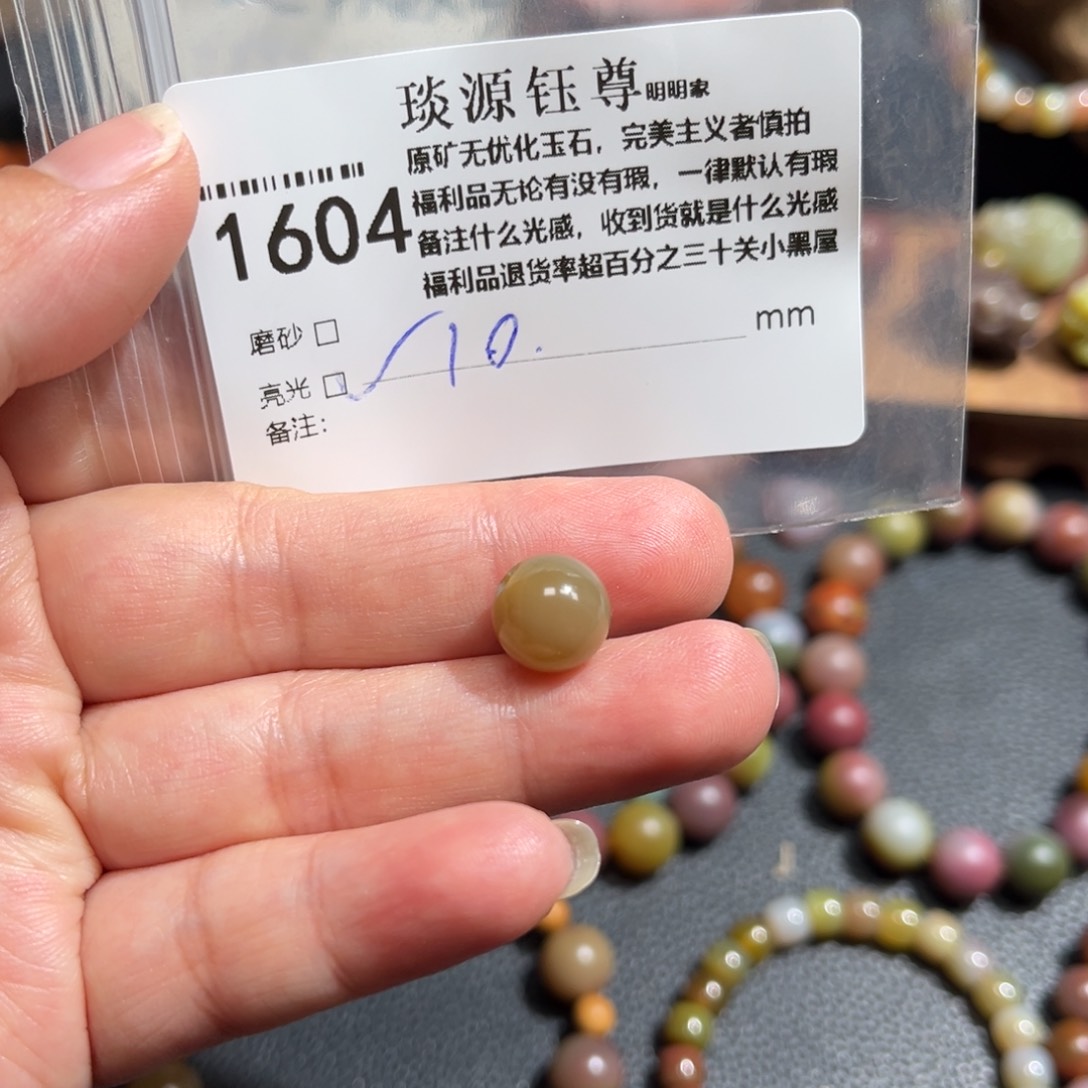 琰源钰尊明明家
原矿无优化玉石，完美主义者慎拍
福利品无论有没有瑕，一律默认有瑕
备注什么光感，收到货就是什么光感
福利品退货率超百分之三十关小黑屋
1604
磨砂 □
亮光 □ ✓ 10. mm
备注：